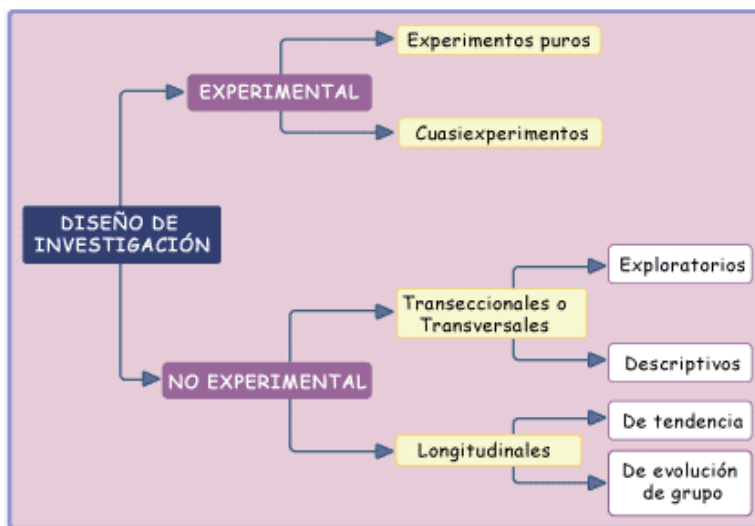 Experimentos puros
EXPERIMENTAL
Cuasiexperimentos
DISEÑO DE
INVESTIGACIÓN
Exploratorios
Transeccionales o
Transversales
Descriptivos
NO EXPERIMENTAL
De tendencia
Longitudinales
De evolución
de grupo